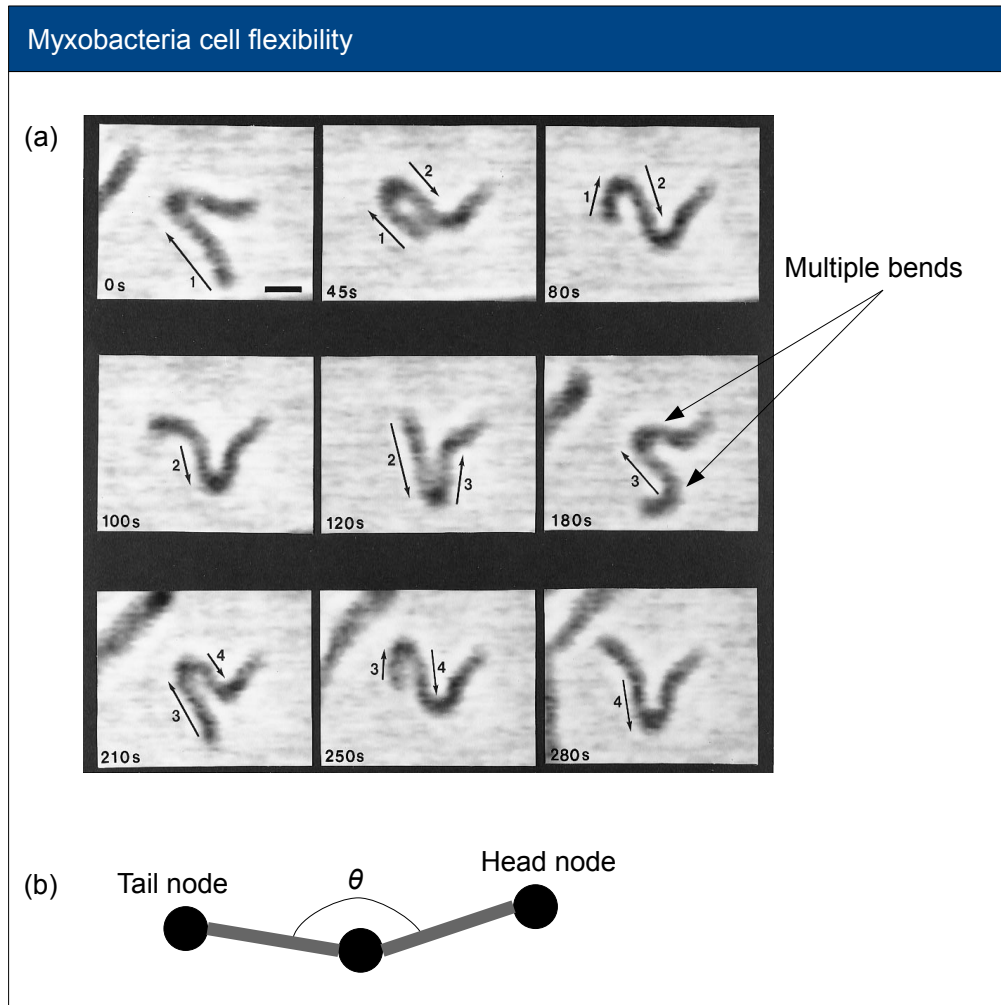 Myxobacteria cell flexibility
(a)
1
0s
2
1
45s
1
2
80s
Multiple bends
2
100s
2
3
120s
3
180s
4
3
210s
3
4
250s
4
280s
(b)
Tail node
θ
Head node